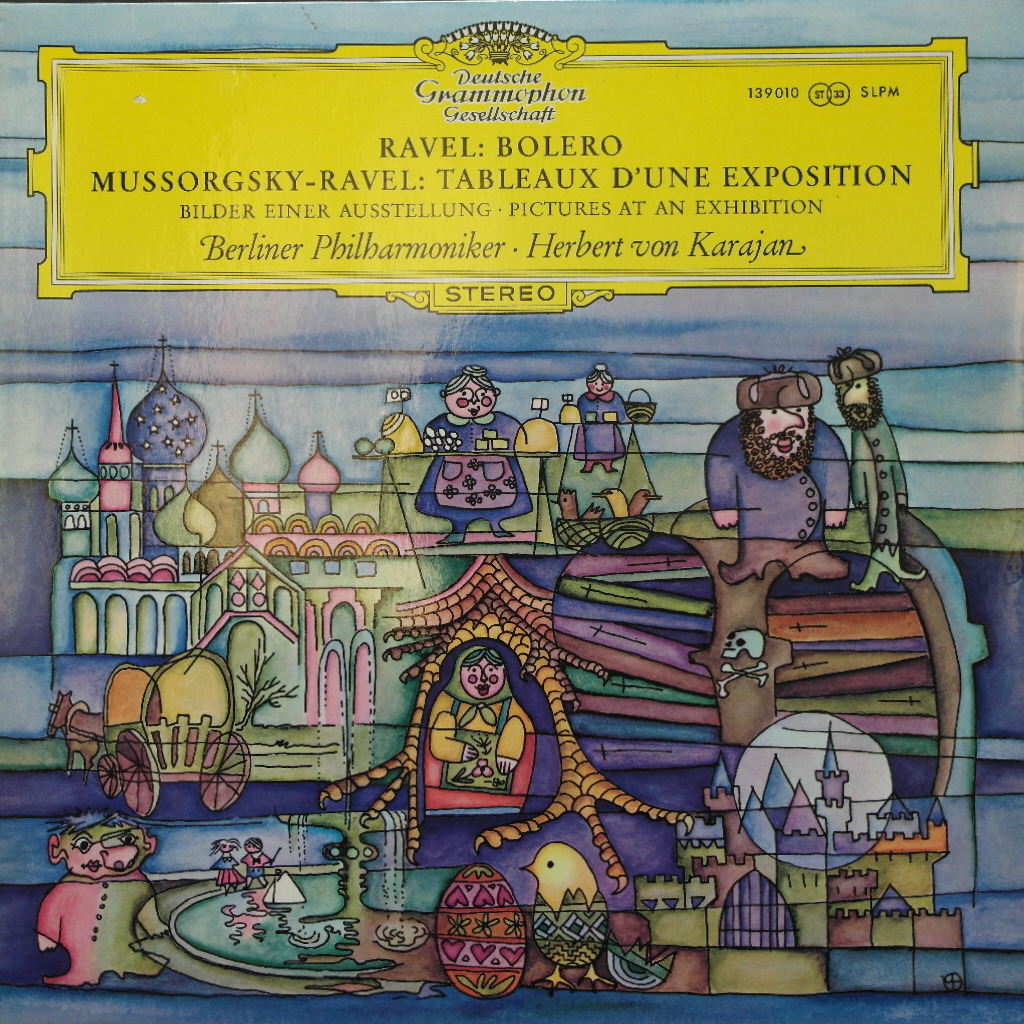 Deutsche
Grammophon
Gesellschaft
139010 ST 33 SLPM
RAVEL: BOLERO
MUSSORGSKY-RAVEL: TABLEAUX D'UNE EXPOSITION
BILDER EINER AUSSTELLUNG · PICTURES AT AN EXHIBITION
Berliner Philharmoniker · Herbert von Karajan
STEREO